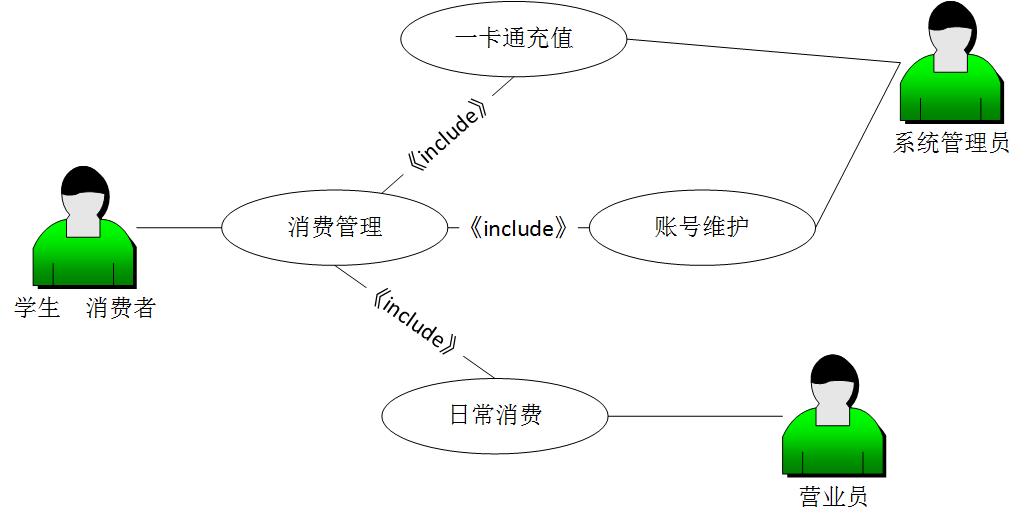 一卡通充值
系统管理员
《include》
消费管理
《include》
账号维护
学生 消费者
《include》
日常消费
营业员